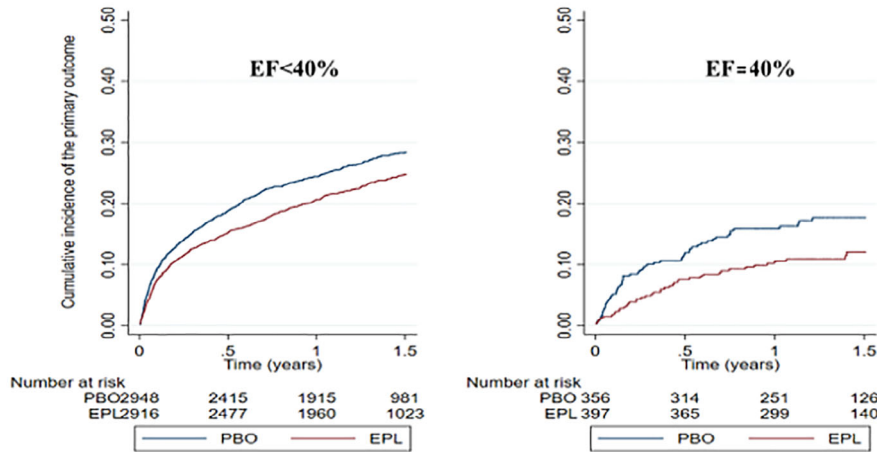 Cumulative incidence of the primary outcome
0.50
0.40
0.30
0.20
0.10
0.00
EF<40%
0 .5 1 1.5
Time (years)
Number at risk
PBO2948 2415 1915 981
EPL2916 2477 1960 1023
PBO EPL
0.50
0.40
0.30
0.20
0.10
0.00
EF=40%
0 .5 1 1.5
Time (years)
Number at risk
PBO 356 314 251 126
EPL 397 365 299 140
PBO EPL